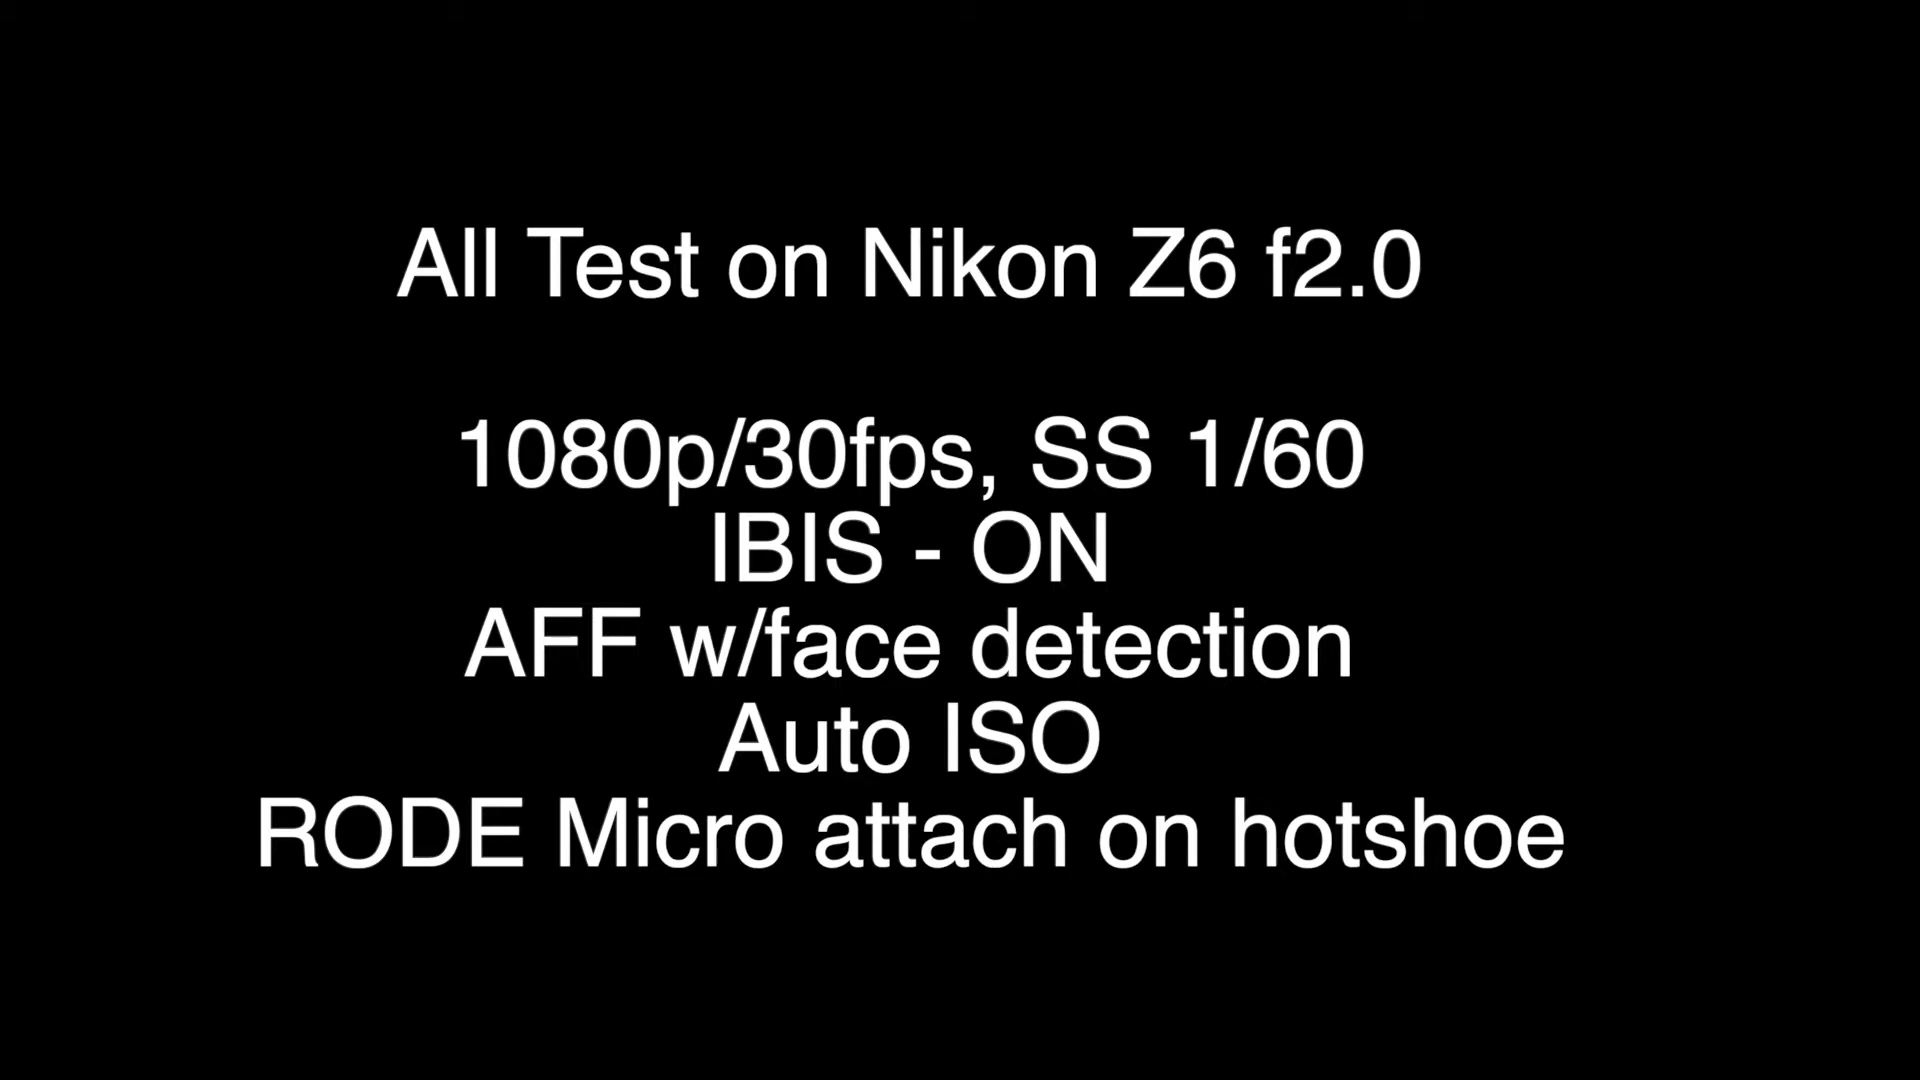 All Test on Nikon Z6 f2.0
1080p/30fps, SS 1/60
IBIS - ON
AFF w/face detection
Auto ISO
RODE Micro attach on hotshoe